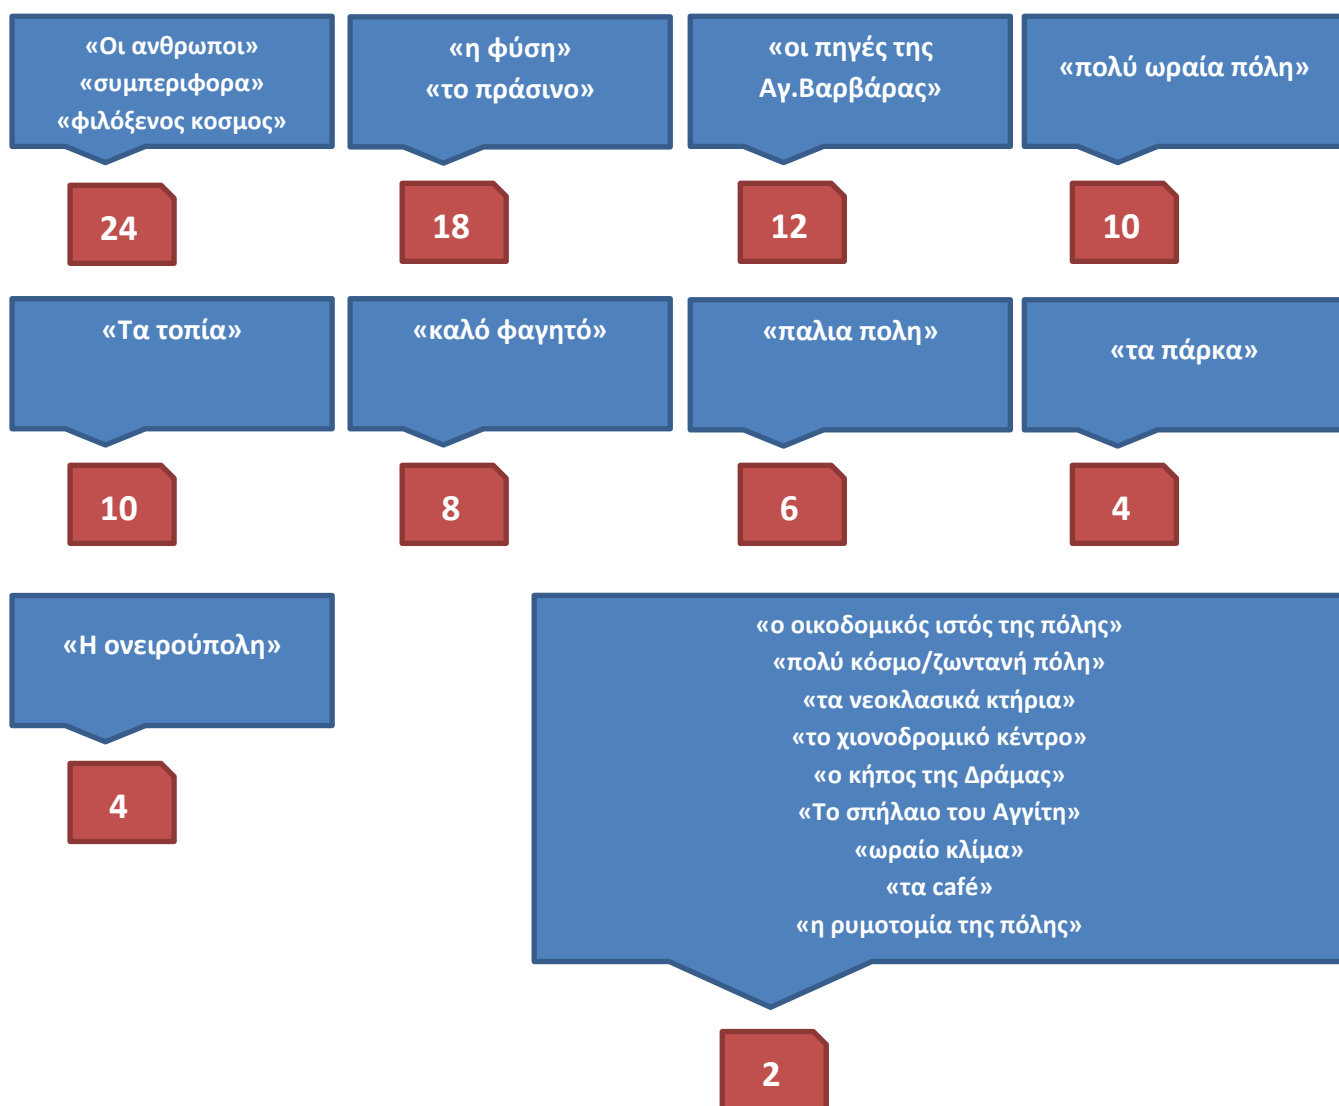 «Οι ανθρωποι»
«συμπεριφορα»
«φιλόξενος κοσμος»
24
«η φύση»
«το πράσινο»
18
«οι πηγές της
Αγ.Βαρβάρας»
12
«πολύ ωραία πόλη»
10
«Τα τοπία»
10
«καλό φαγητό»
8
«παλια πολη»
6
«τα πάρκα»
4
«Η ονειρούπολη»
4
«ο οικοδομικός ιστός της πόλης»
«πολύ κόσμο/ζωντανή πόλη»
«τα νεοκλασικά κτήρια»
«το χιονοδρομικό κέντρο»
«ο κήπος της Δράμας»
«Το σπήλαιο του Αγγίτη»
«ωραίο κλίμα»
«τα café»
«η ρυμοτομία της πόλης»
2